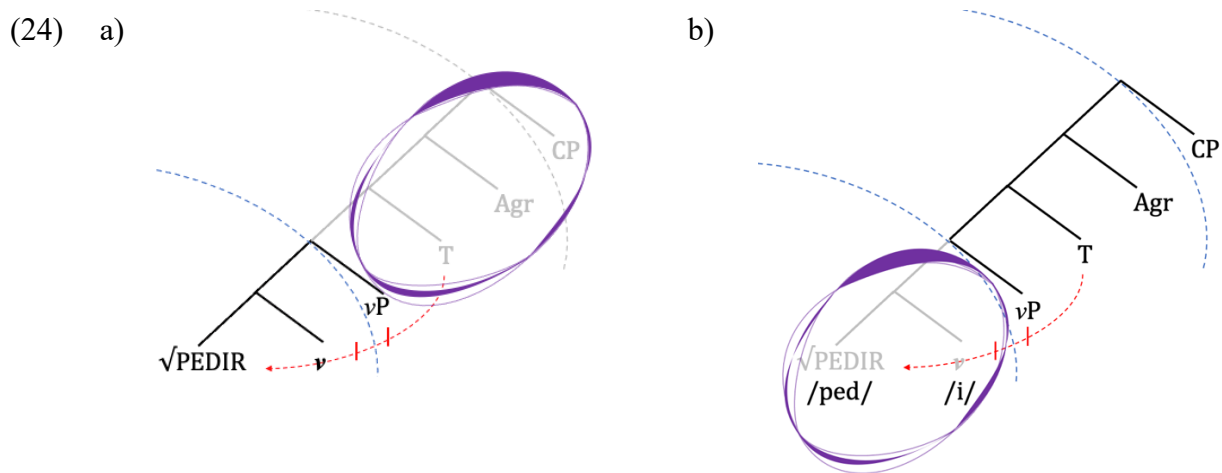 (24) a) b)
CP CP
Agr Agr
T T
vP vP
√PEDIR v √PEDIR v
/ped/ /i/